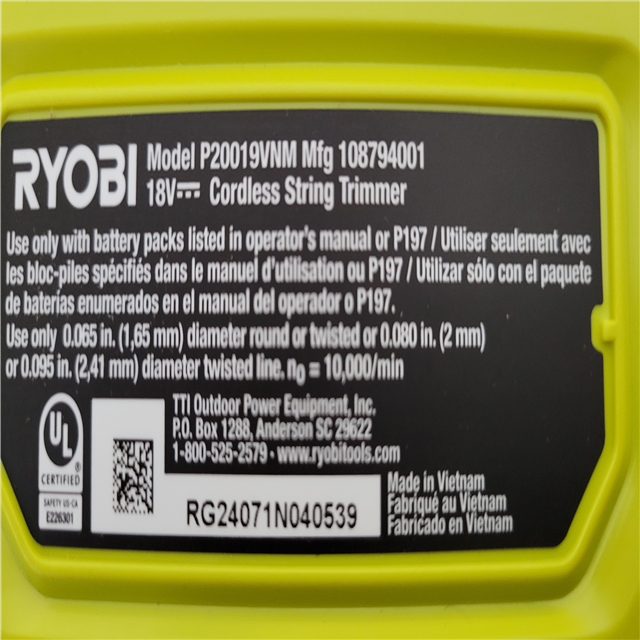 RYOBI
Model P20019VNM Mfg 108794001
18V⎓ Cordless String Trimmer
Use only with battery packs listed in operator's manual or P197 / Utiliser seulement avec
les bloc-piles spécifiés dans le manuel d'utilisation ou P197 / Utilizar sólo con el paquete
de baterías enumerados en el manual del operador o P197.
Use only 0.065 in. (1,65 mm) diameter round or twisted or 0.080 in. (2 mm)
or 0.095 in. (2,41 mm) diameter twisted line. n0 = 10,000/min
TTI Outdoor Power Equipment, Inc.
P.O. Box 1288, Anderson SC 29622
1-800-525-2579 • www.ryobitools.com
UL
®
CERTIFIED
SAFETY US-CA
E226301
RG24071N040539
Made in Vietnam
Fabriqué au Vietnam
Fabricado en Vietnam